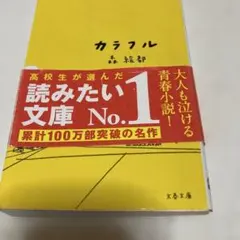 カラフル
森 絵都
高校生が選んだ
読みたい
文庫 No.1
累計100万部突破の名作
大人も泣ける
青春小説!
文春文庫